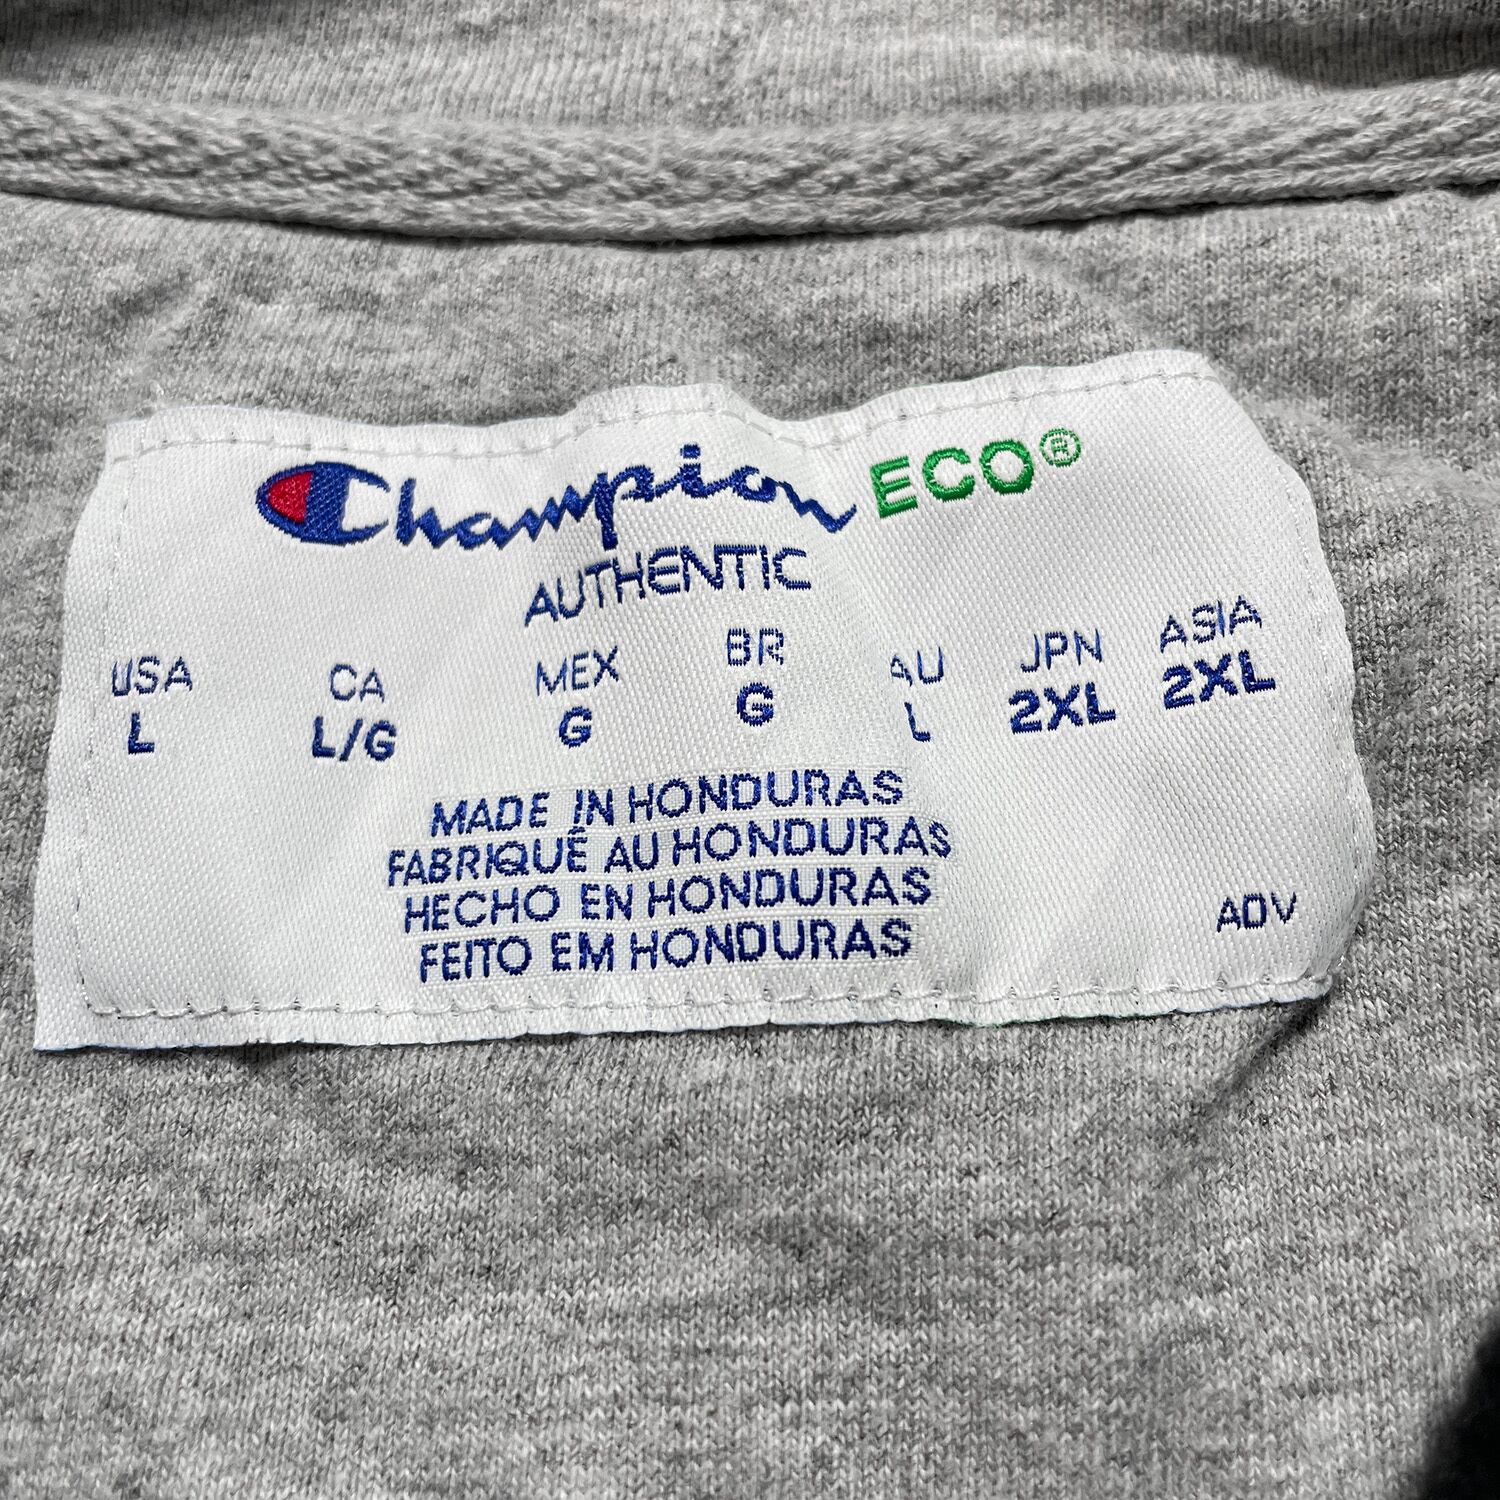 Champion ECO®
AUTHENTIC
USA CA MEX BR AU JPN ASIA
L L/G G G L 2XL 2XL
MADE IN HONDURAS
FABRIQUÉ AU HONDURAS
HECHO EN HONDURAS
FEITO EM HONDURAS
ADV